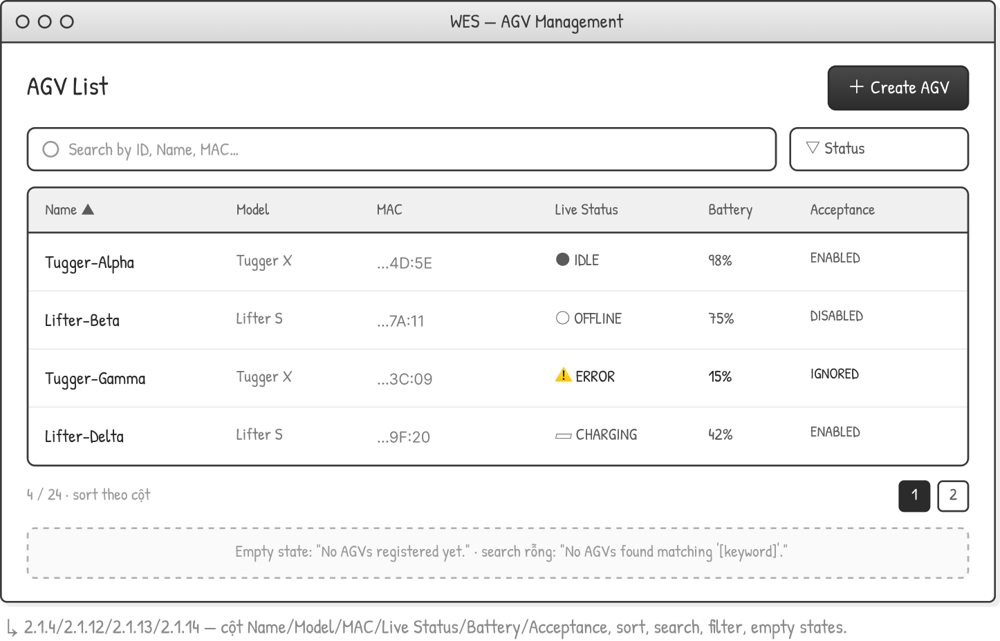 WES — AGV Management
AGV List
+ Create AGV
Search by ID, Name, MAC...
▽ Status
Name ▲ Model MAC Live Status Battery Acceptance
Tugger-Alpha Tugger X ...4D:5E ● IDLE 98% ENABLED
Lifter-Beta Lifter S ...7A:11 ○ OFFLINE 75% DISABLED
Tugger-Gamma Tugger X ...3C:09 ⚠ ERROR 15% IGNORED
Lifter-Delta Lifter S ...9F:20 ▱ CHARGING 42% ENABLED
4 / 24 · sort theo cột 1 2
Empty state: "No AGVs registered yet." · search rỗng: "No AGVs found matching '[keyword]'."
↳ 2.1.4/2.1.12/2.1.13/2.1.14 — cột Name/Model/MAC/Live Status/Battery/Acceptance, sort, search, filter, empty states.